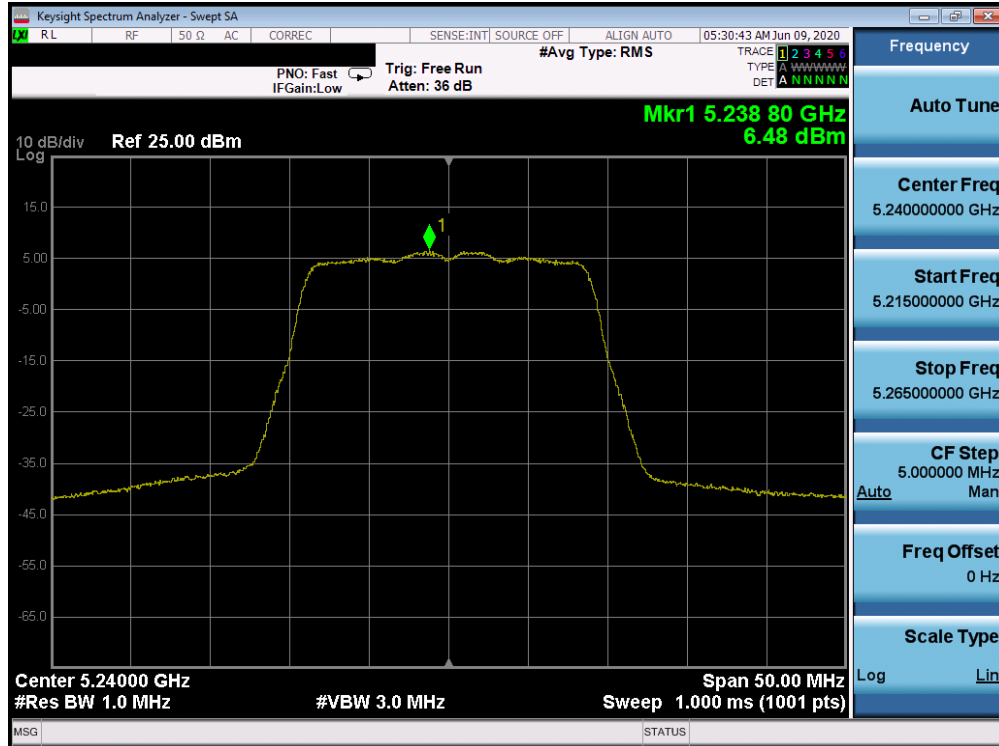 Keysight Spectrum Analyzer - Swept SA
LXI RL RF 50 Ω AC CORREC SENSE:INT SOURCE OFF ALIGN AUTO 05:30:43 AM Jun 09, 2020
#Avg Type: RMS TRACE 1 2 3 4 5 6
PNO: Fast Trig: Free Run TYPE A WWWWW
IFGain:Low Atten: 36 dB DET A N N N N N
Mkr1 5.238 80 GHz
6.48 dBm
10 dB/div Ref 25.00 dBm
Log
1
15.0
5.00
-5.00
-15.0
-25.0
-35.0
-45.0
-55.0
-65.0
Center 5.24000 GHz Span 50.00 MHz
#Res BW 1.0 MHz #VBW 3.0 MHz Sweep 1.000 ms (1001 pts)
MSG STATUS
Frequency
Auto Tune
Center Freq
5.240000000 GHz
Start Freq
5.215000000 GHz
Stop Freq
5.265000000 GHz
CF Step
5.000000 MHz
Auto Man
Freq Offset
0 Hz
Scale Type
Log Lin